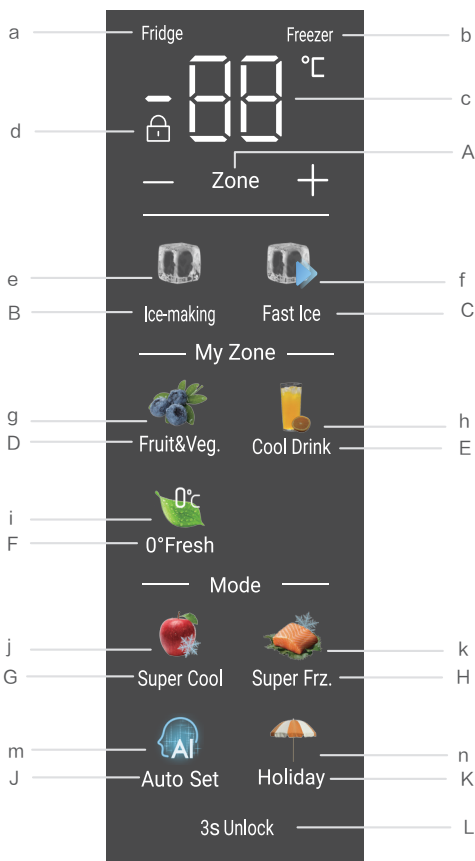 a Fridge Freezer b
-88 °C c
d
A
— Zone +
e f
B Ice-making Fast Ice C
My Zone
g h
D Fruit&Veg. Cool Drink E
0°c
i
F 0°Fresh
Mode
j k
G Super Cool Super Frz. H
AI
m n
J Auto Set Holiday K
3s Unlock L